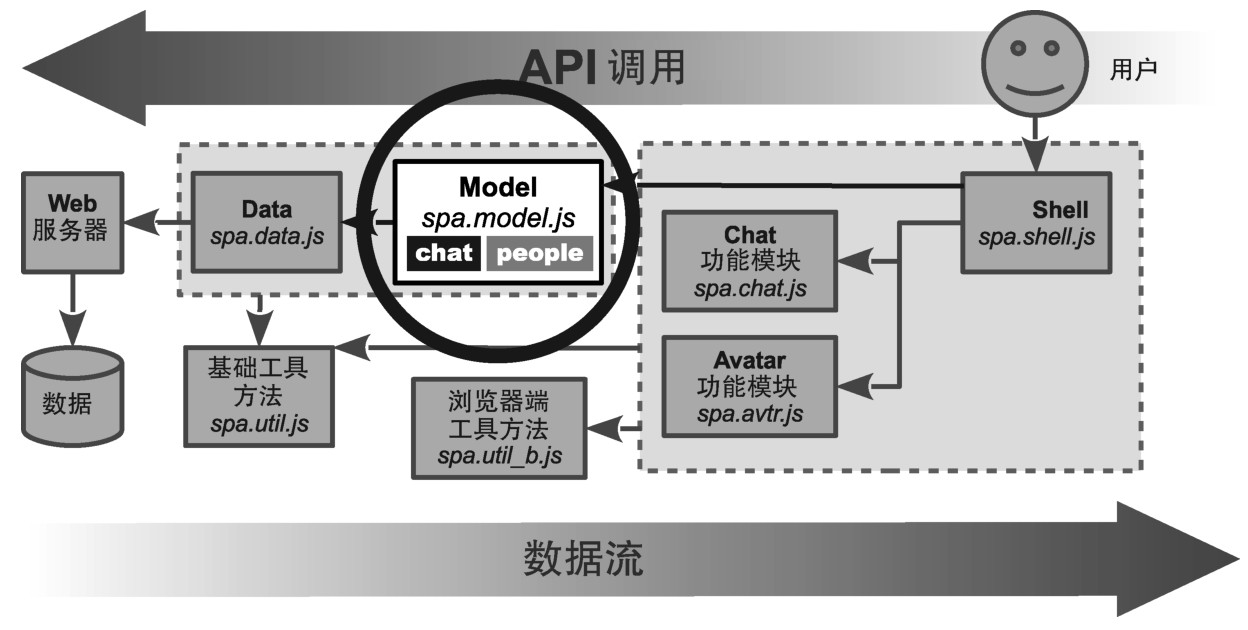 API 调用
用户
Web
服务器
Data
spa.data.js
Model
spa.model.js
chat people
Shell
spa.shell.js
Chat
功能模块
spa.chat.js
Avatar
功能模块
spa.avtr.js
数据
基础工具
方法
spa.util.js
浏览器端
工具方法
spa.util_b.js
数据流